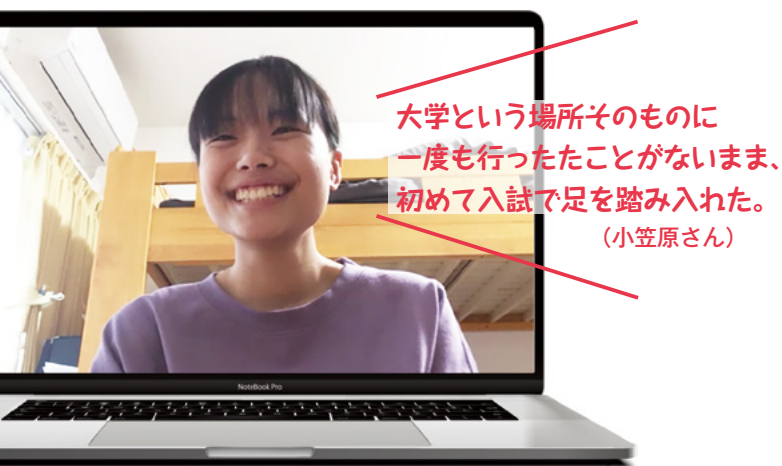 大学という場所そのものに
一度も行ったたことがないまま、
初めて入試で足を踏み入れた。
（小笠原さん）
NoteBook Pro